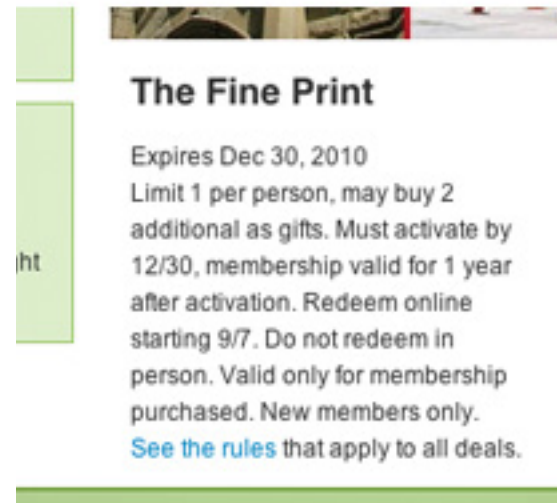 The Fine Print
Expires Dec 30, 2010
Limit 1 per person, may buy 2
additional as gifts. Must activate by
12/30, membership valid for 1 year
after activation. Redeem online
starting 9/7. Do not redeem in
person. Valid only for membership
purchased. New members only.
See the rules that apply to all deals.